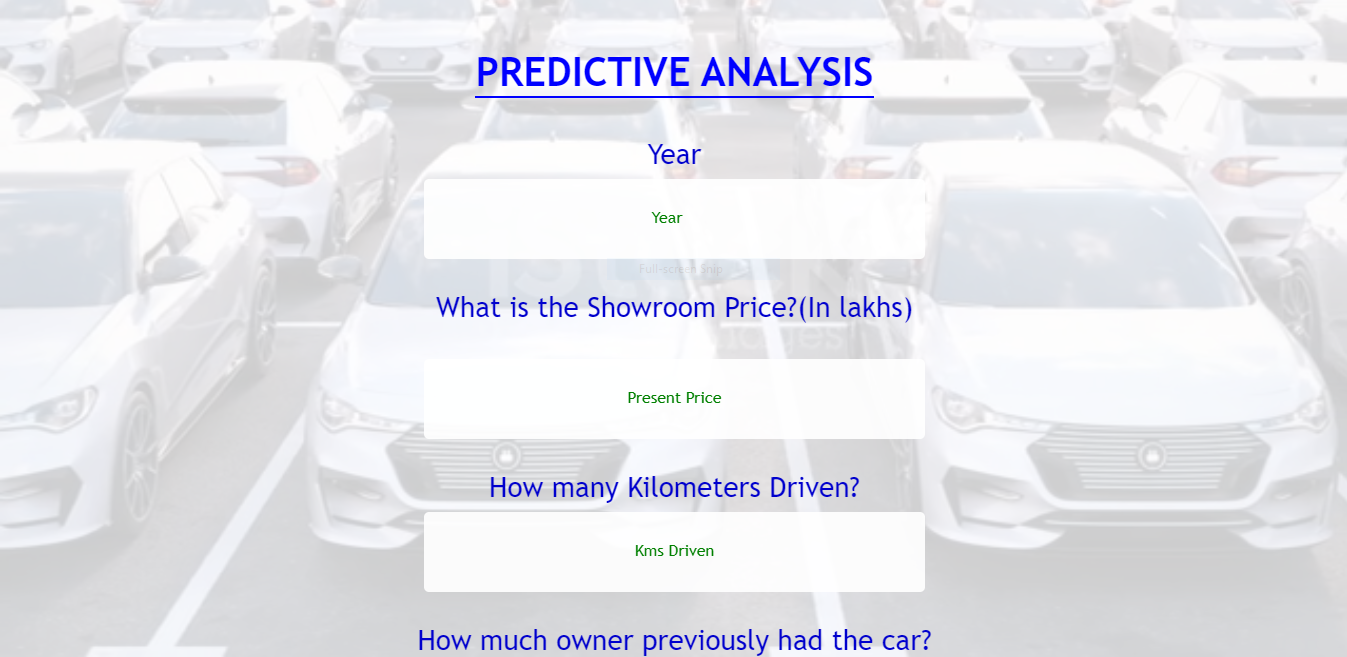 PREDICTIVE ANALYSIS
Year
Year
Full-screen Snip
What is the Showroom Price?(In lakhs)
Present Price
How many Kilometers Driven?
Kms Driven
How much owner previously had the car?